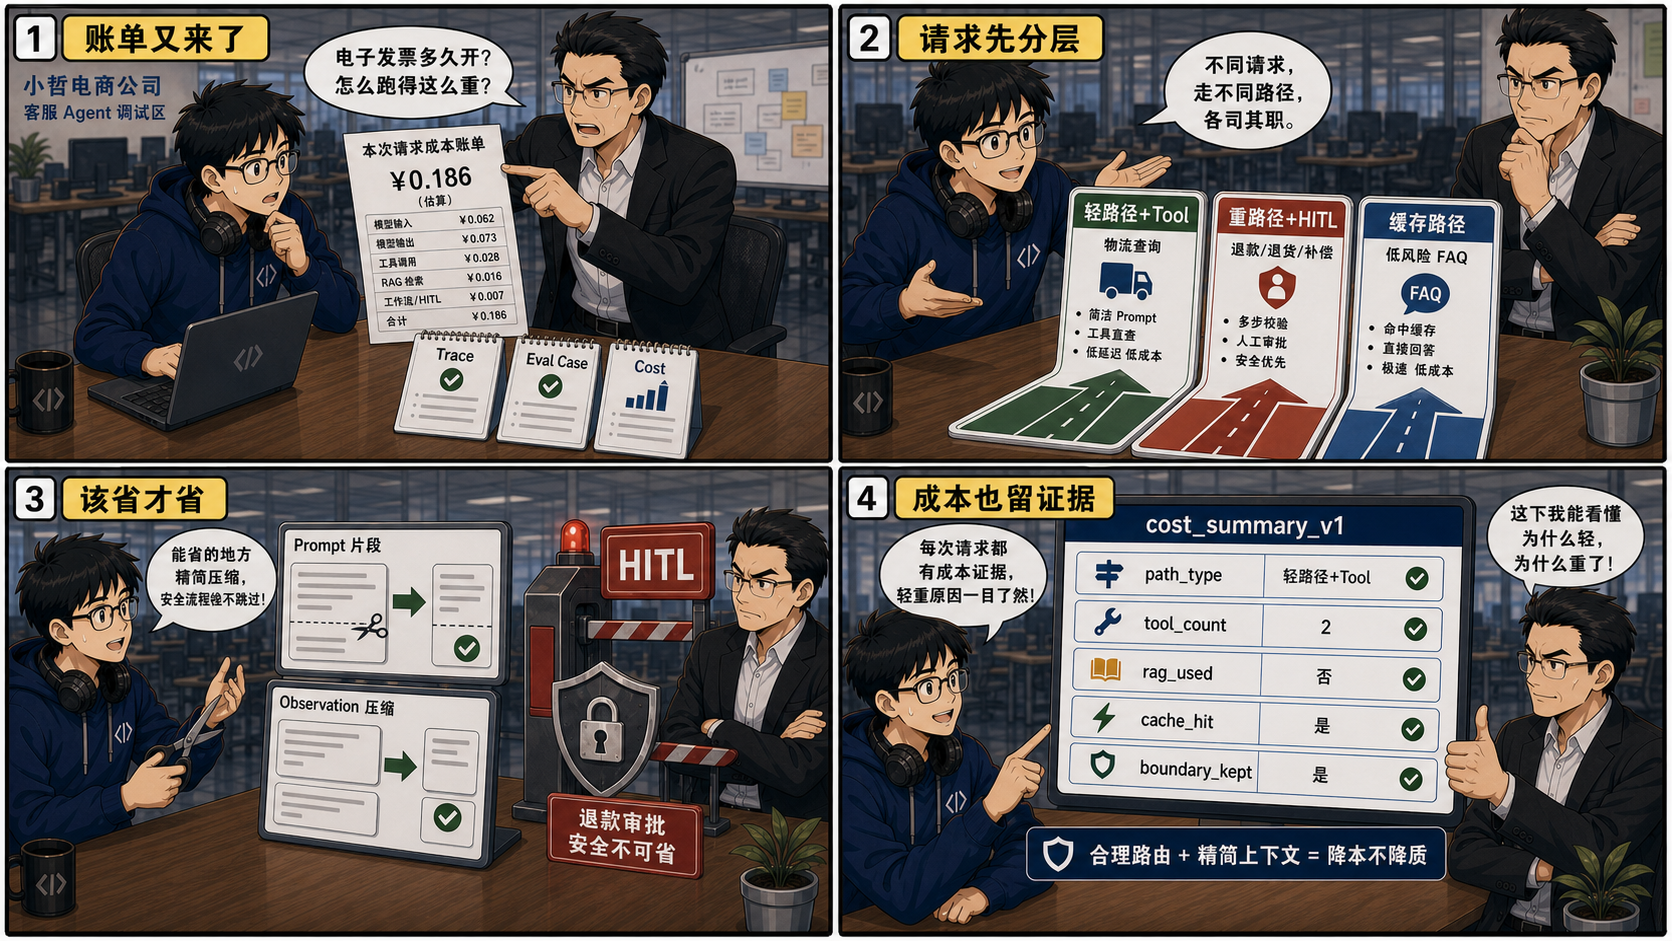 1
账单又来了
小哲电商公司
客服 Agent 调试区
电子发票多久开?
怎么跑得这么重?
本次请求成本账单
¥0.186
(估算)
模型输入 ¥0.062
模型输出 ¥0.073
工具调用 ¥0.028
RAG 检索 ¥0.016
工作流/HITL ¥0.007
合计 ¥0.186
Trace
Eval Case
Cost
</>
</>
</>
2
请求先分层
不同请求，
走不同路径，
各司其职。
轻路径+Tool
物流查询
• 简洁 Prompt
• 工具直查
• 低延迟 低成本
重路径+HITL
退款/退货/补偿
• 多步校验
• 人工审批
• 安全优先
缓存路径
低风险 FAQ
FAQ
• 命中缓存
• 直接回答
• 极速 低成本
</>
3
该省才省
能省的地方
精简压缩，
安全流程绝不跳过!
Prompt 片段
Observation 压缩
HITL
退款审批
安全不可省
</>
</>
4
成本也留证据
每次请求都
有成本证据，
轻重原因一目了然!
这下我能看懂
为什么轻，
为什么重了!
cost_summary_v1
path_type 轻路径+Tool
tool_count 2
rag_used 否
cache_hit 是
boundary_kept 是
</>
合理路由 + 精简上下文 = 降本不降质